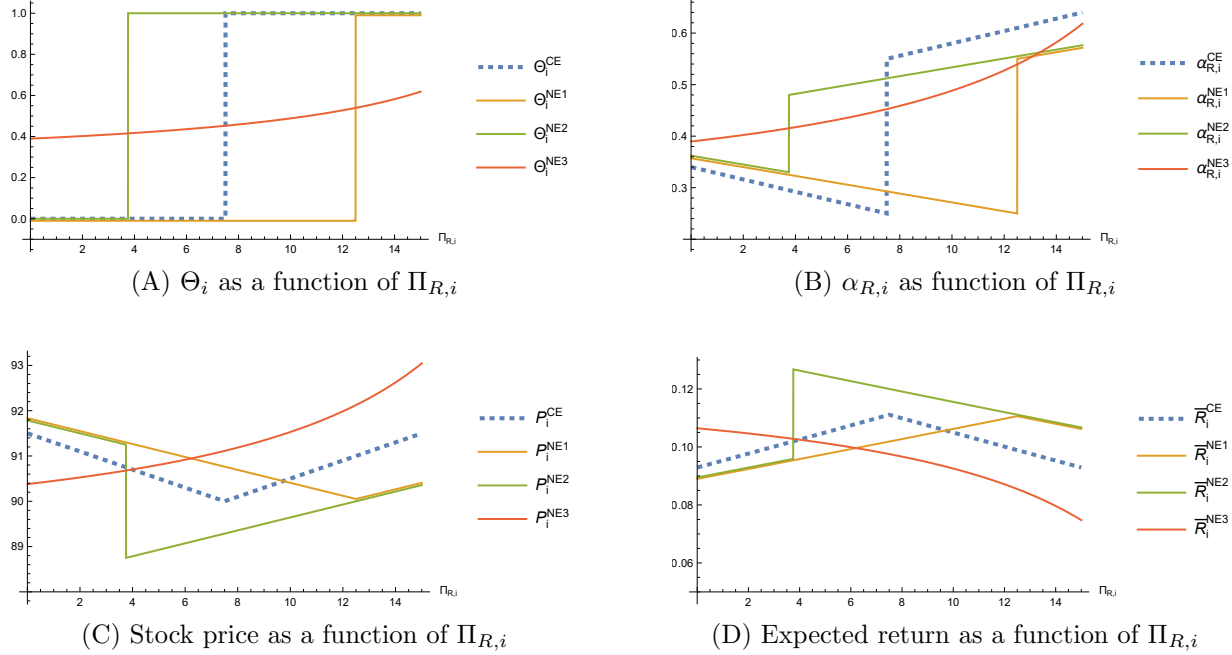 1.0
0.8
0.6
0.4
0.2
0.0
2 4 6 8 10 12 14
Π_{R,i}
Θ_i^{CE}
Θ_i^{NE1}
Θ_i^{NE2}
Θ_i^{NE3}
(A) Θ_i as a function of Π_{R,i}
0.6
0.5
0.4
0.3
0 2 4 6 8 10 12 14
Π_{R,i}
α_{R,i}^{CE}
α_{R,i}^{NE1}
α_{R,i}^{NE2}
α_{R,i}^{NE3}
(B) α_{R,i} as function of Π_{R,i}
93
92
91
90
89
2 4 6 8 10 12 14
Π_{R,i}
P_i^{CE}
P_i^{NE1}
P_i^{NE2}
P_i^{NE3}
(C) Stock price as a function of Π_{R,i}
0.12
0.10
0.08
0.06
0 2 4 6 8 10 12 14
Π_{R,i}
R̅_i^{CE}
R̅_i^{NE1}
R̅_i^{NE2}
R̅_i^{NE3}
(D) Expected return as a function of Π_{R,i}